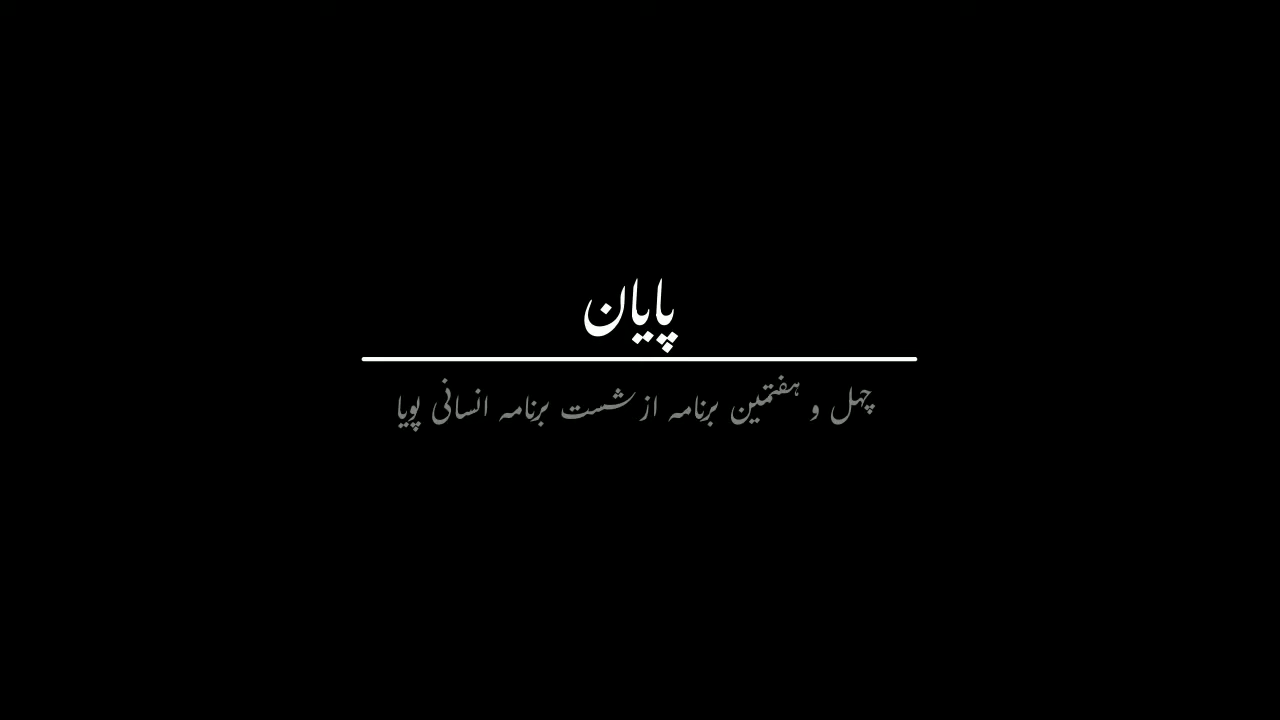 پایان
چهل و هفتمین برنامه از شست برنامه انسانی پویا